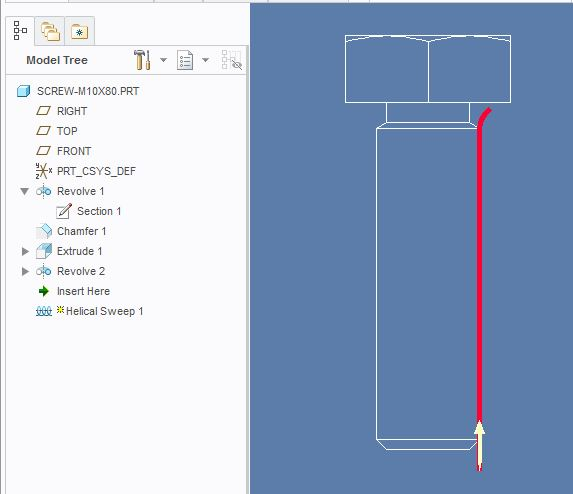 Model Tree
SCREW-M10X80.PRT
RIGHT
TOP
FRONT
PRT_CSYS_DEF
Revolve 1
Section 1
Chamfer 1
Extrude 1
Revolve 2
Insert Here
Helical Sweep 1